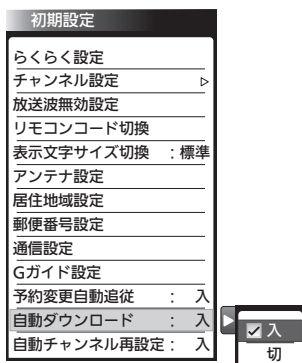 初期設定
らくらく設定
チャンネル設定
放送波無効設定
リモコンコード切換
表示文字サイズ切換 : 標準
アンテナ設定
居住地域設定
郵便番号設定
通信設定
Gガイド設定
予約変更自動追従 : 入
自動ダウンロード : 入
自動チャンネル再設定 : 入
入
切